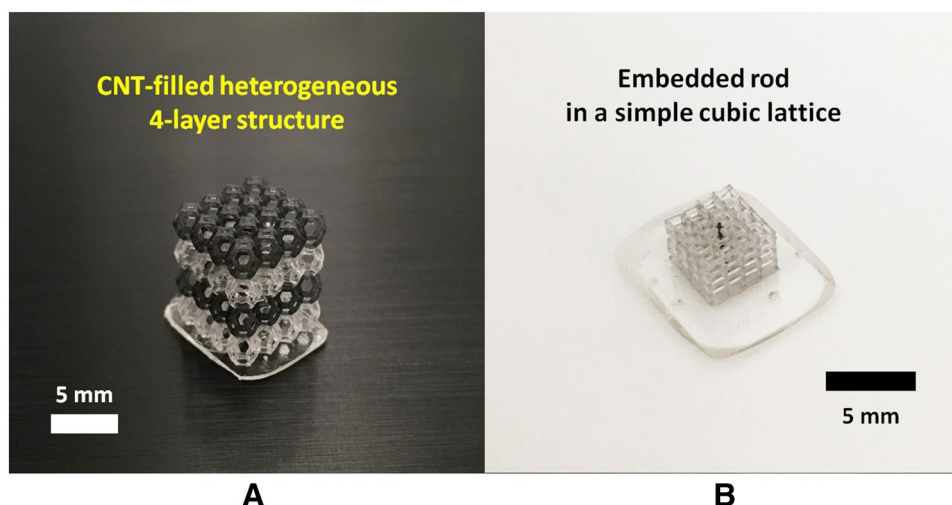 CNT-filled heterogeneous
4-layer structure
5 mm
Embedded rod
in a simple cubic lattice
5 mm
A
B